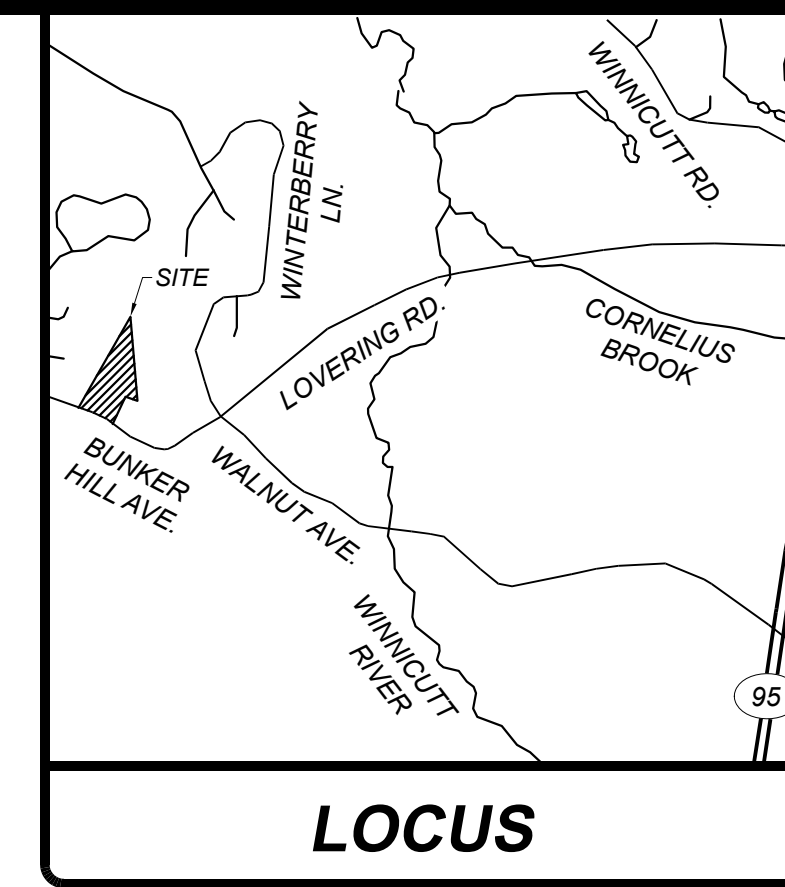 WINNICUTT RD.
WINTERBERRY
LN.
SITE
LOVERING RD.
CORNELIUS
BROOK
BUNKER
HILL AVE.
WALNUT AVE.
WINNICUTT
RIVER
95
LOCUS